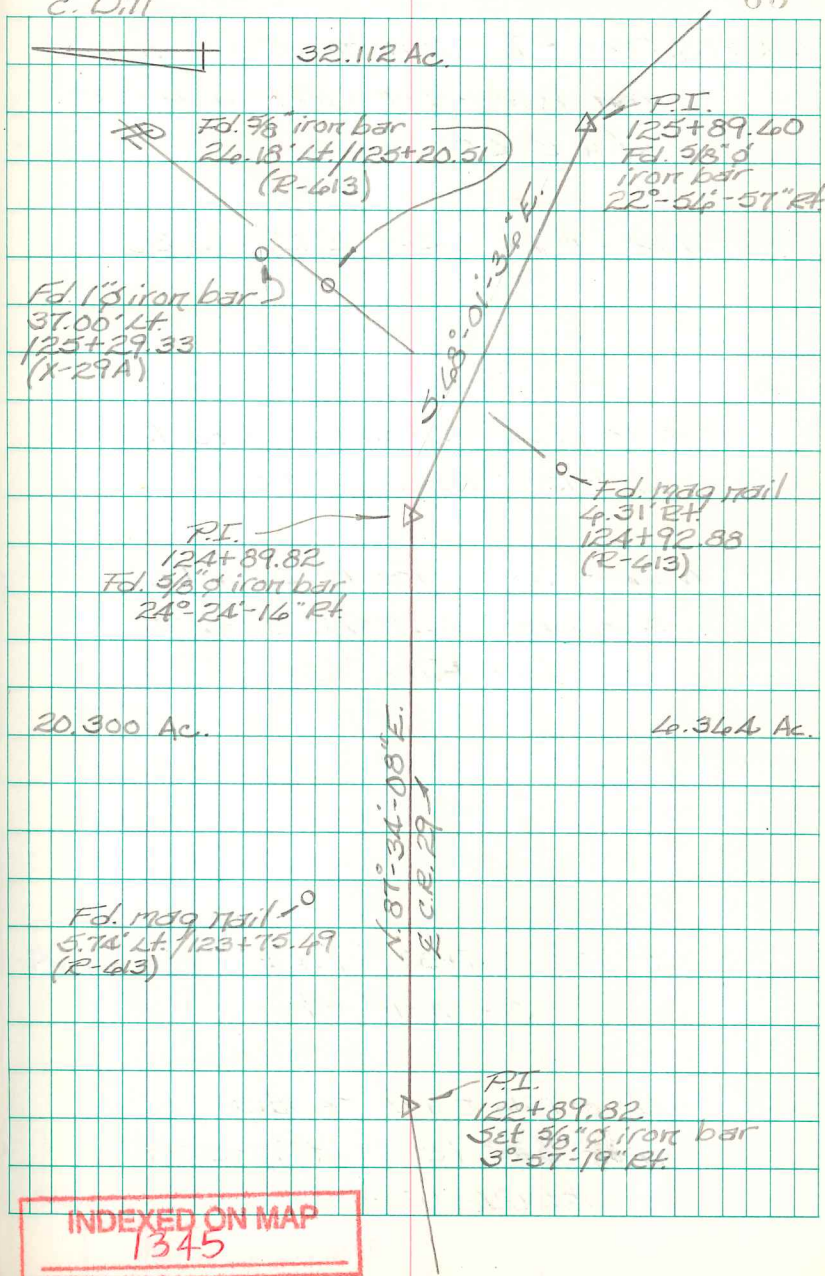 C. Dill
32.112 Ac.
P.I.
125+89.60
Fd. 5/8"ø
iron bar
22°-56'-57" Rt.
Fd. 5/8" iron bar
26.18' Lt./125+20.51
(R-613)
Fd. 1"ø iron bar
37.00' Lt.
125+29.33
(X-29A)
S.68°-01'-36"E.
Fd. mag nail
6.31' Rt.
124+92.88
(R-613)
P.I.
124+89.82
Fd. 5/8"ø iron bar
24°-24'-16" Rt.
20.300 Ac.
6.364 Ac.
N.87°-34'-08"E.
℄ C.R. 29
Fd. mag nail
5.74' Lt./123+75.49
(R-613)
P.I.
122+89.82
Set 5/8"ø iron bar
3°-57'-19" Rt.
INDEXED ON MAP
1345